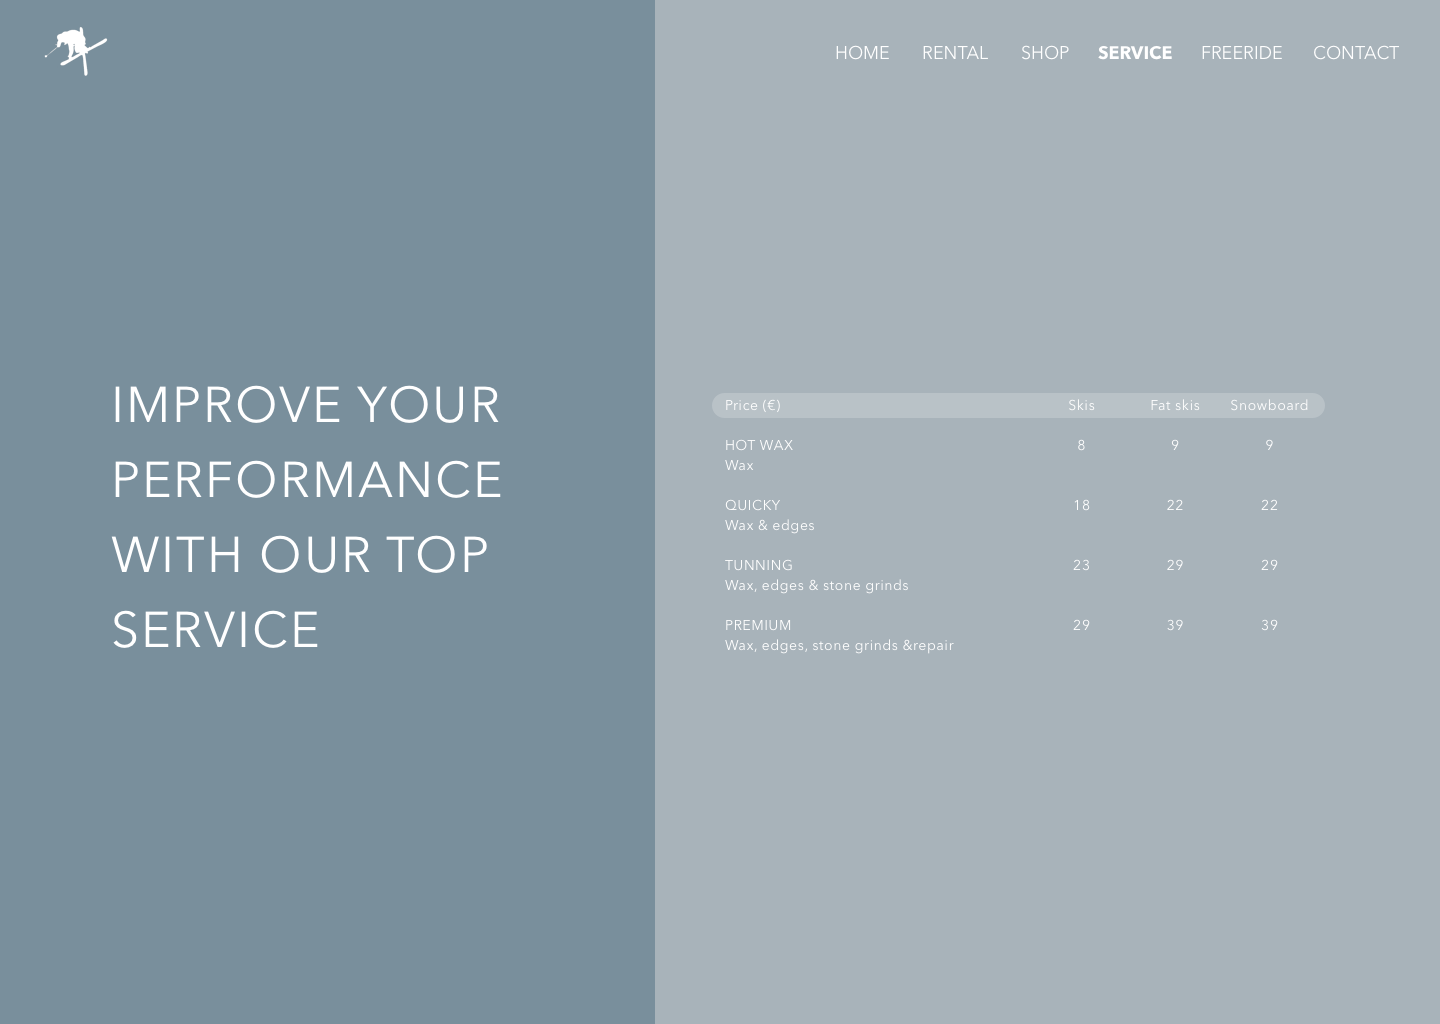 HOME RENTAL SHOP SERVICE FREERIDE CONTACT
IMPROVE YOUR
PERFORMANCE
WITH OUR TOP
SERVICE
Price (€) Skis Fat skis Snowboard
HOT WAX 8 9 9
Wax
QUICKY 18 22 22
Wax & edges
TUNNING 23 29 29
Wax, edges & stone grinds
PREMIUM 29 39 39
Wax, edges, stone grinds &repair